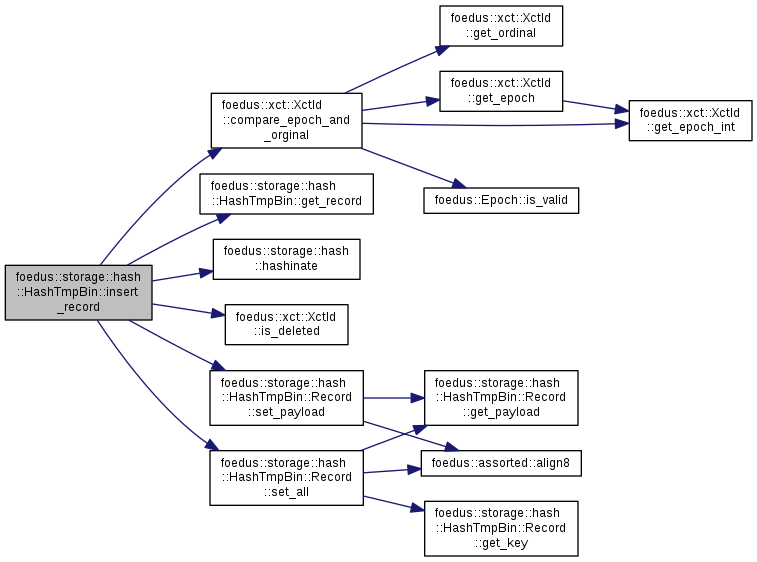 foedus::storage::hash
::HashTmpBin::insert
_record
foedus::xct::XctId
::compare_epoch_and
_orginal
foedus::storage::hash
::HashTmpBin::get_record
foedus::storage::hash
::hashinate
foedus::xct::XctId
::is_deleted
foedus::storage::hash
::HashTmpBin::Record
::set_payload
foedus::storage::hash
::HashTmpBin::Record
::set_all
foedus::xct::XctId
::get_ordinal
foedus::xct::XctId
::get_epoch
foedus::Epoch::is_valid
foedus::storage::hash
::HashTmpBin::Record
::get_payload
foedus::assorted::align8
foedus::storage::hash
::HashTmpBin::Record
::get_key
foedus::xct::XctId
::get_epoch_int